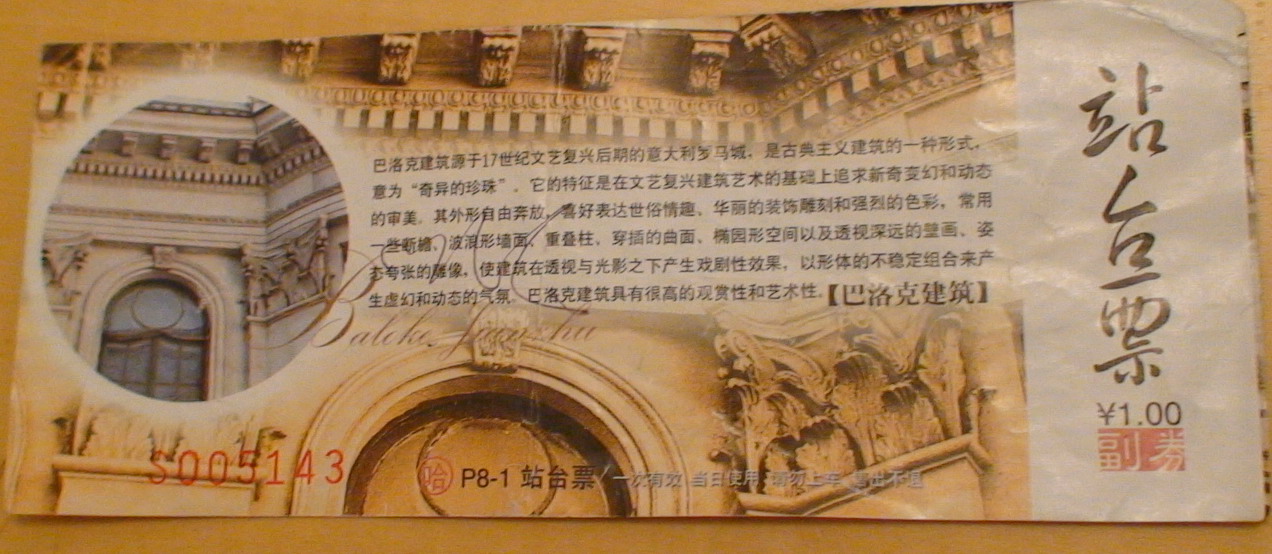 巴洛克建筑源于17世纪文艺复兴后期的意大利罗马城，是古典主义建筑的一种形式，
意为“奇异的珍珠”。它的特征是在文艺复兴建筑艺术的基础上追求新奇变幻和动态
的审美。其外形自由奔放，喜好表达世俗情趣、华丽的装饰雕刻和强烈的色彩，常用
一些断檐、波浪形墙面、重叠柱、穿插的曲面、椭园形空间以及透视深远的壁画、姿
态夸张的雕像，使建筑在透视与光影之下产生戏剧性效果，以形体的不稳定组合来产
生虚幻和动态的气氛。巴洛克建筑具有很高的观赏性和艺术性。【巴洛克建筑】
Baloke Jianzhu
S005143
哈 P8-1 站台票/一次有效 当日使用 请勿上车 售出不退
站台票
¥1.00
副券